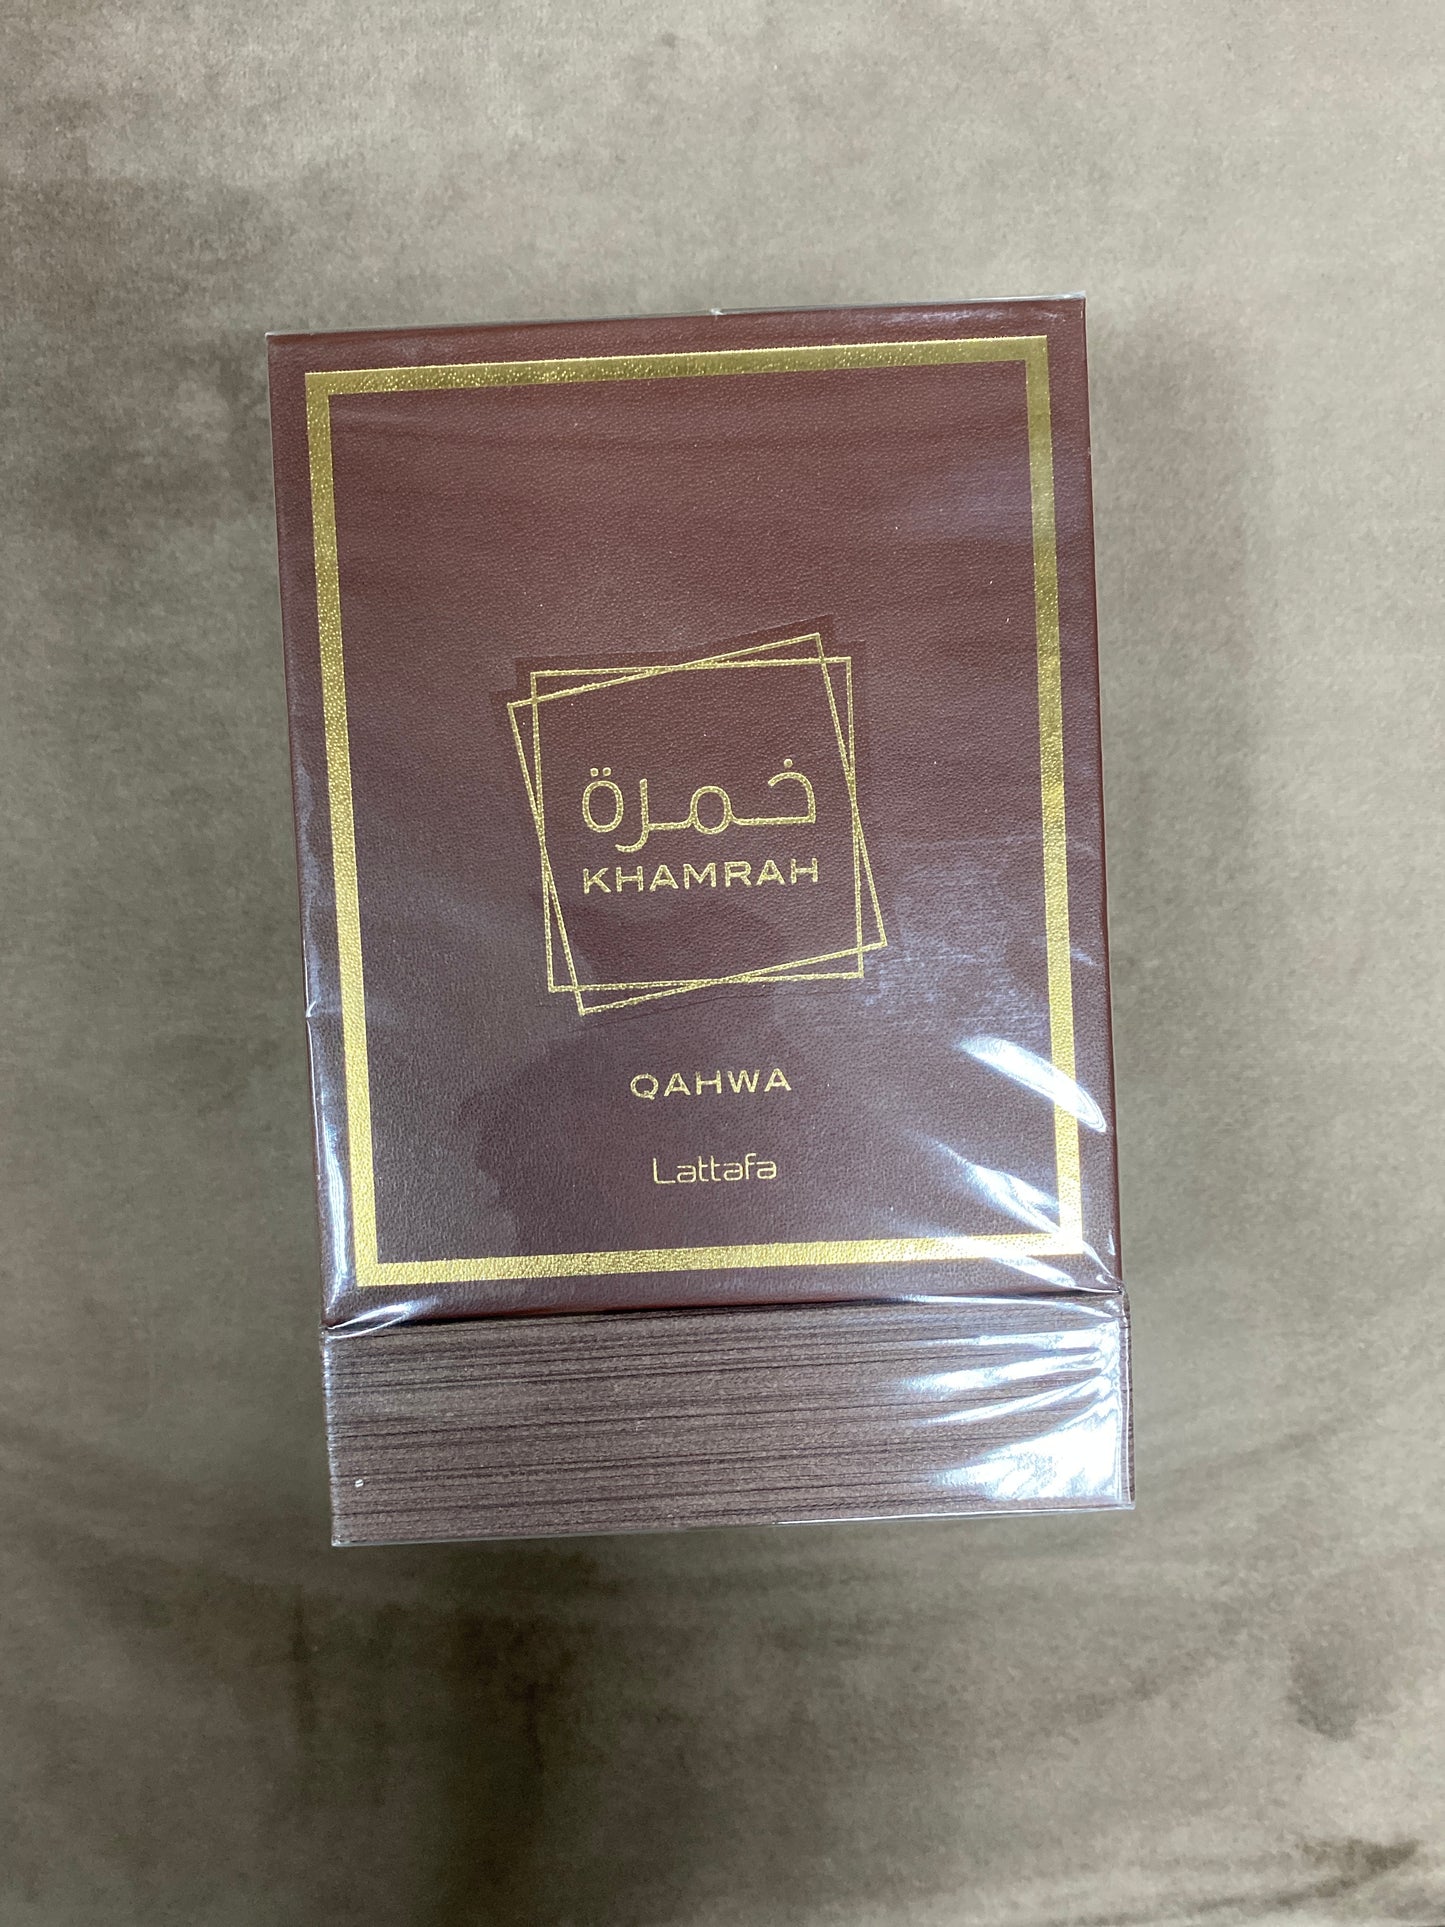 خمرة
KHAMRAH
QAHWA
Lattafa